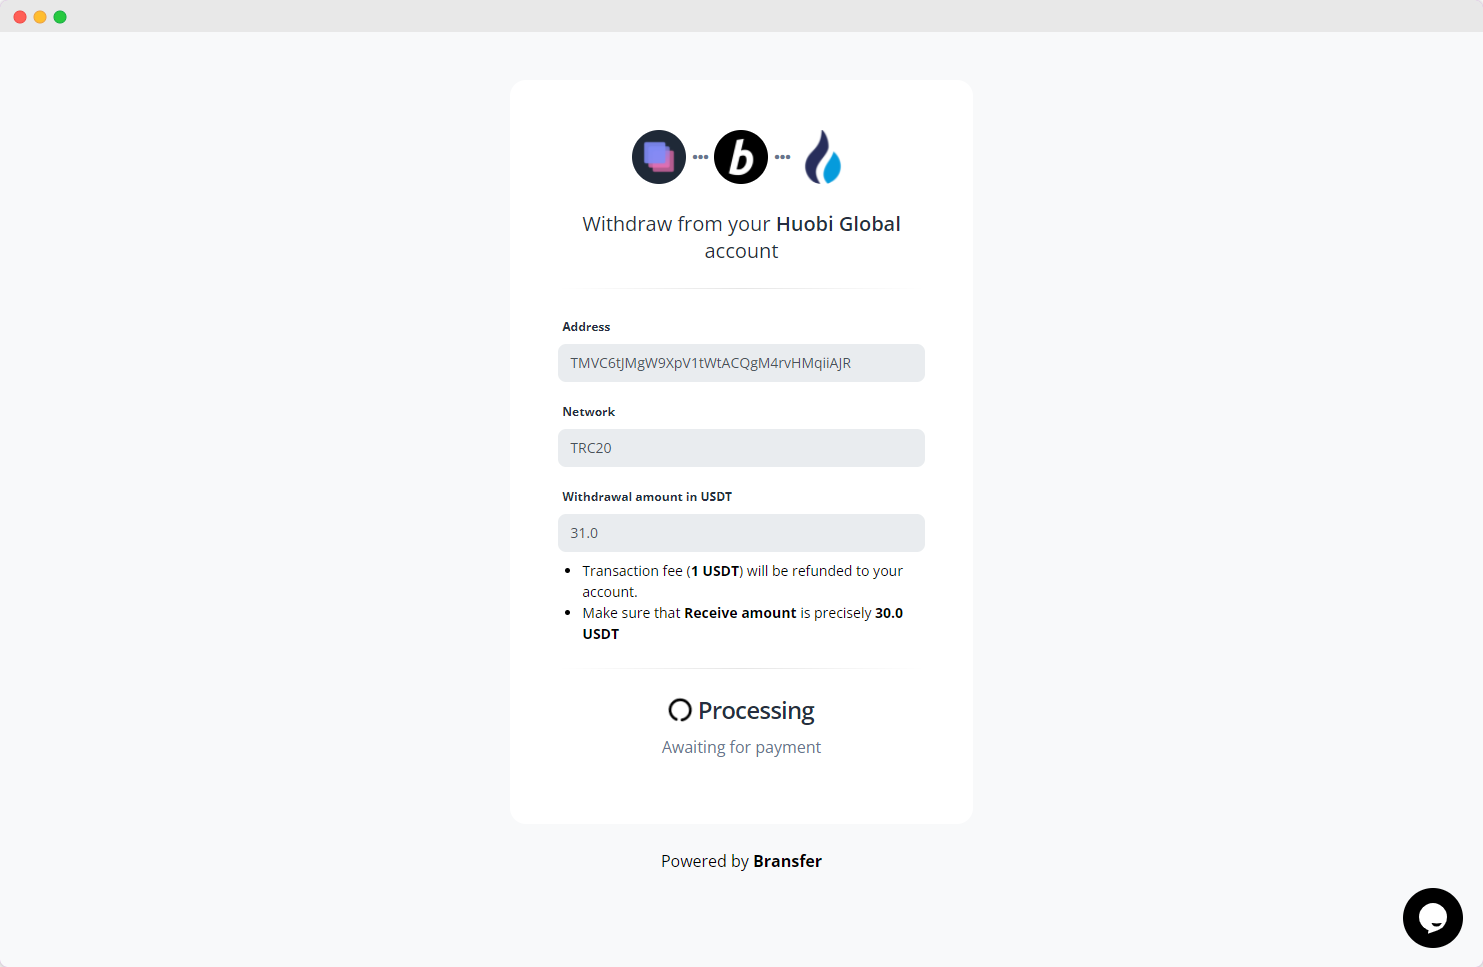 b
Withdraw from your Huobi Global
account
Address
TMVC6tJMgW9XpV1tWtACQgM4rvHMqiiAJR
Network
TRC20
Withdrawal amount in USDT
31.0
Transaction fee (1 USDT) will be refunded to your
account.
Make sure that Receive amount is precisely 30.0
USDT
Processing
Awaiting for payment
Powered by Bransfer